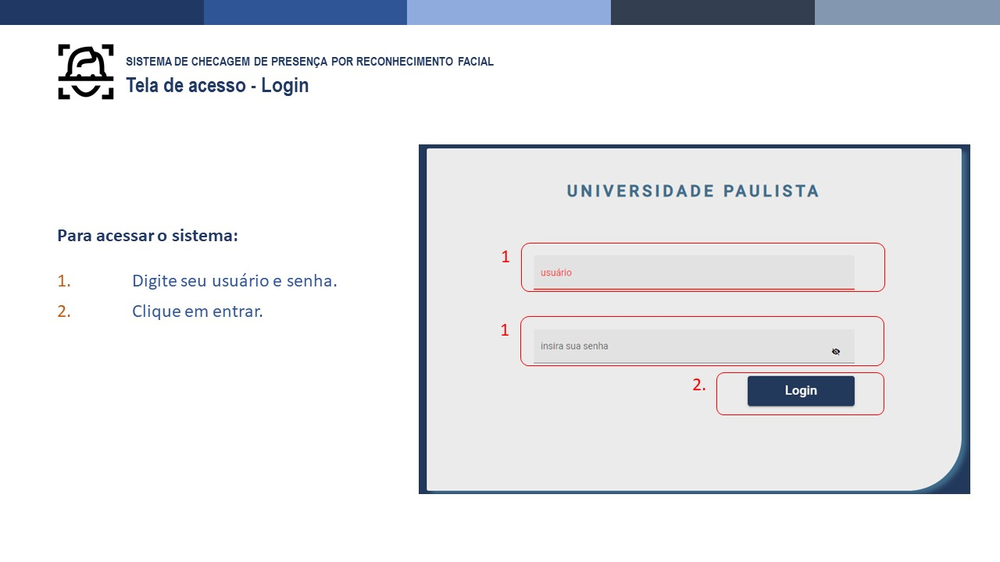 SISTEMA DE CHECAGEM DE PRESENÇA POR RECONHECIMENTO FACIAL
Tela de acesso - Login
Para acessar o sistema:
1. Digite seu usuário e senha.
2. Clique em entrar.
UNIVERSIDADE PAULISTA
1
usuário
1
insira sua senha
2.
Login